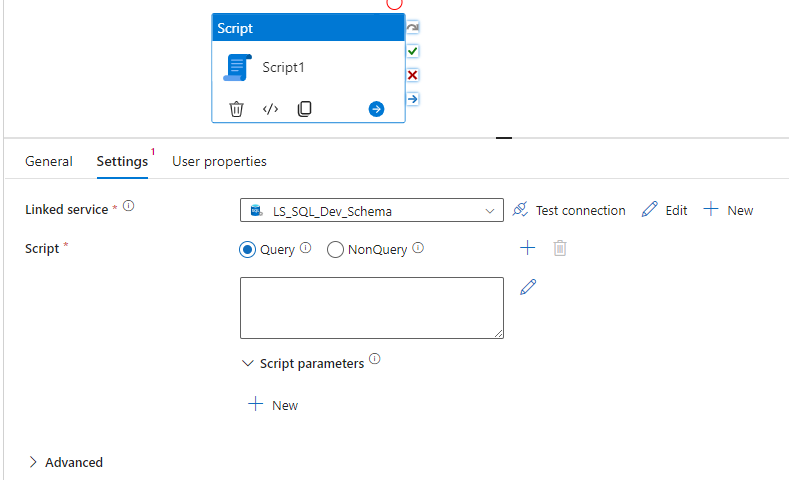 Script
Script1
General Settings 1 User properties
Linked service * LS_SQL_Dev_Schema Test connection Edit New
Script * Query NonQuery
Script parameters
New
Advanced